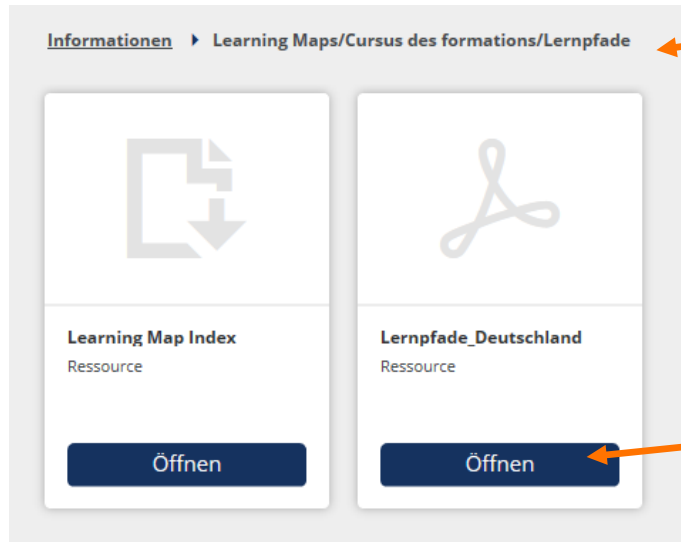 Informationen Learning Maps/Cursus des formations/Lernpfade
Learning Map Index
Ressource
Öffnen
Lernpfade_Deutschland
Ressource
Öffnen